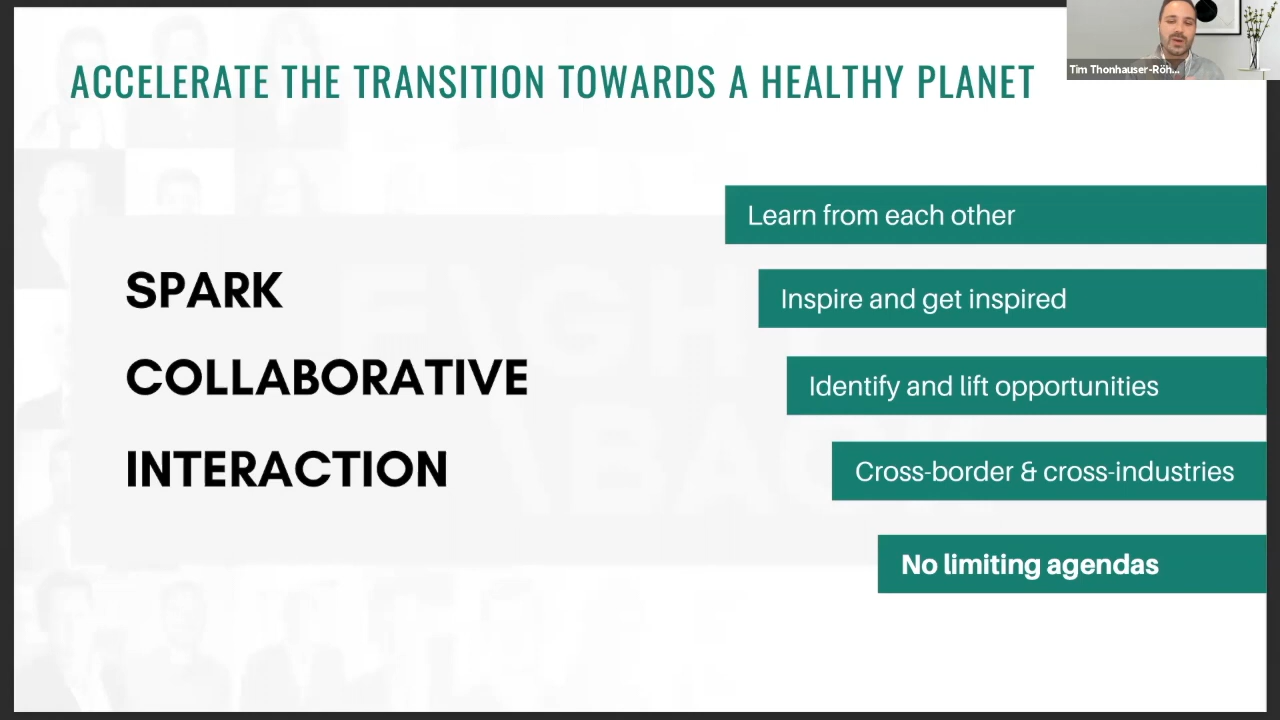 ACCELERATE THE TRANSITION TOWARDS A HEALTHY PLANET
Tim Thonhauser-Röh...
SPARK
COLLABORATIVE
INTERACTION
Learn from each other
Inspire and get inspired
Identify and lift opportunities
Cross-border & cross-industries
No limiting agendas